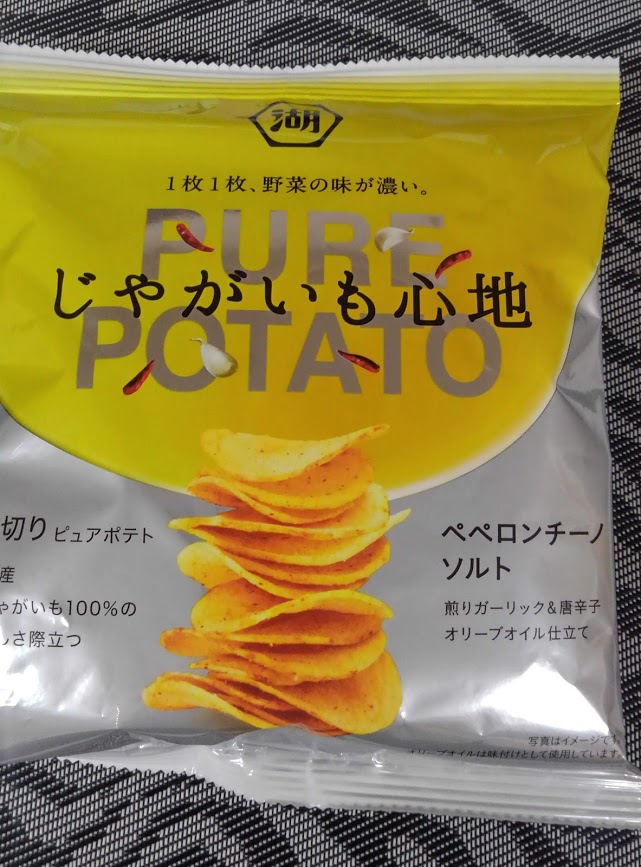 湖
1枚1枚、野菜の味が濃い。
PURE
じゃがいも心地
POTATO
切り ピュアポテト
産
ゃがいも100%の
しさ際立つ
ペペロンチーノ
ソルト
煎りガーリック&唐辛子
オリーブオイル仕立て
写真はイメージです
オリーブオイルは味付けとして使用しています